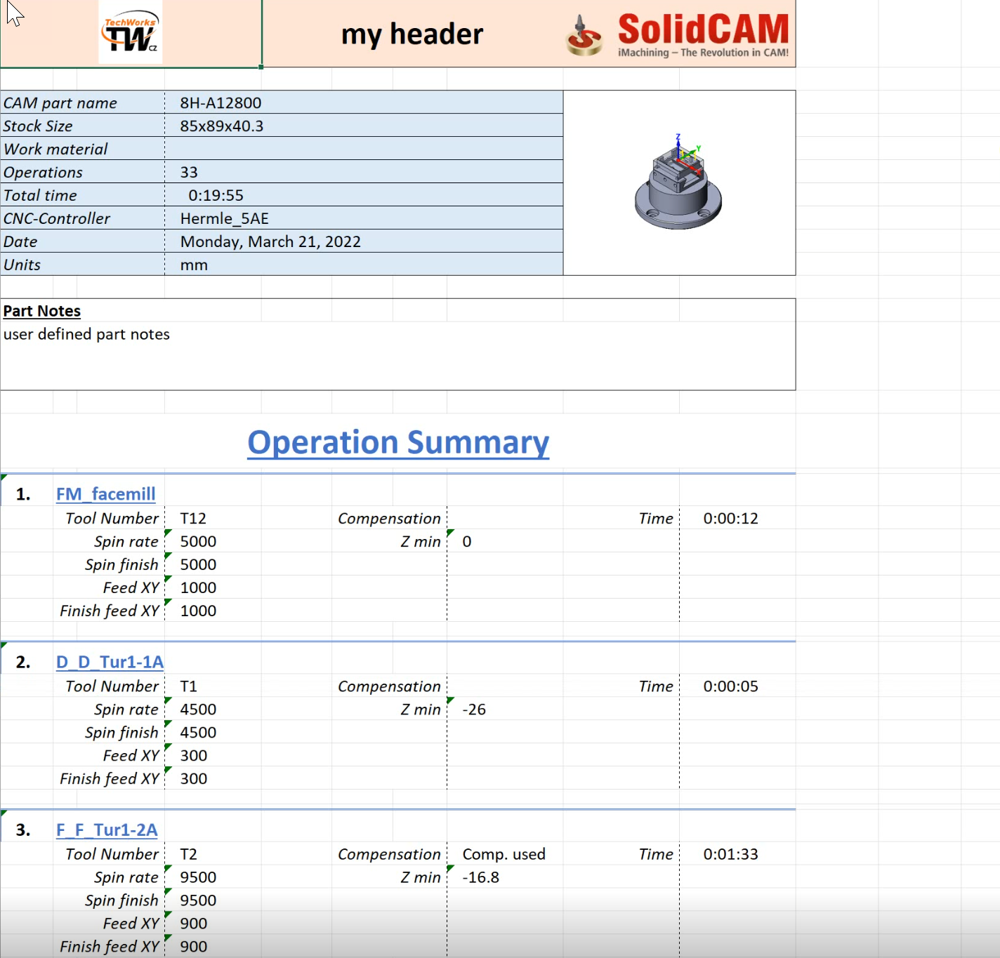 TechWorks
TW cz
my header
SolidCAM
iMachining – The Revolution in CAM!
CAM part name 8H-A12800
Stock Size 85x89x40.3
Work material
Operations 33
Total time 0:19:55
CNC-Controller Hermle_5AE
Date Monday, March 21, 2022
Units mm
Z
Y
X
Part Notes
user defined part notes
Operation Summary
1. FM_facemill
Tool Number T12 Compensation Time 0:00:12
Spin rate 5000 Z min 0
Spin finish 5000
Feed XY 1000
Finish feed XY 1000
2. D_D_Tur1-1A
Tool Number T1 Compensation Time 0:00:05
Spin rate 4500 Z min -26
Spin finish 4500
Feed XY 300
Finish feed XY 300
3. F_F_Tur1-2A
Tool Number T2 Compensation Comp. used Time 0:01:33
Spin rate 9500 Z min -16.8
Spin finish 9500
Feed XY 900
Finish feed XY 900